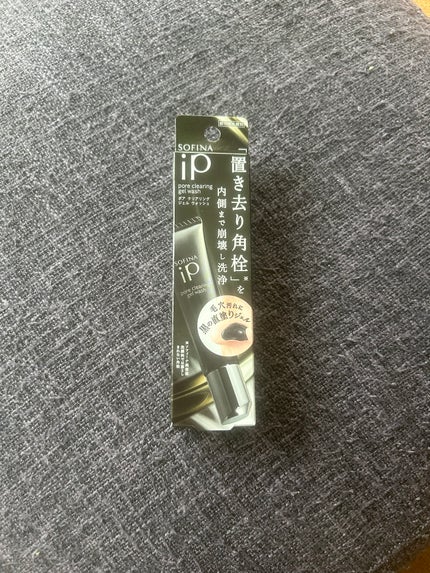 SOFINA
iP
pore clearing
gel wash
ポア クリアリング
ジェル ウォッシュ
「置き去り角栓」を
※
内側まで崩壊し洗浄
SOFINA
iP
pore clearing
gel wash
毛穴汚れに
黒の直塗りジェル